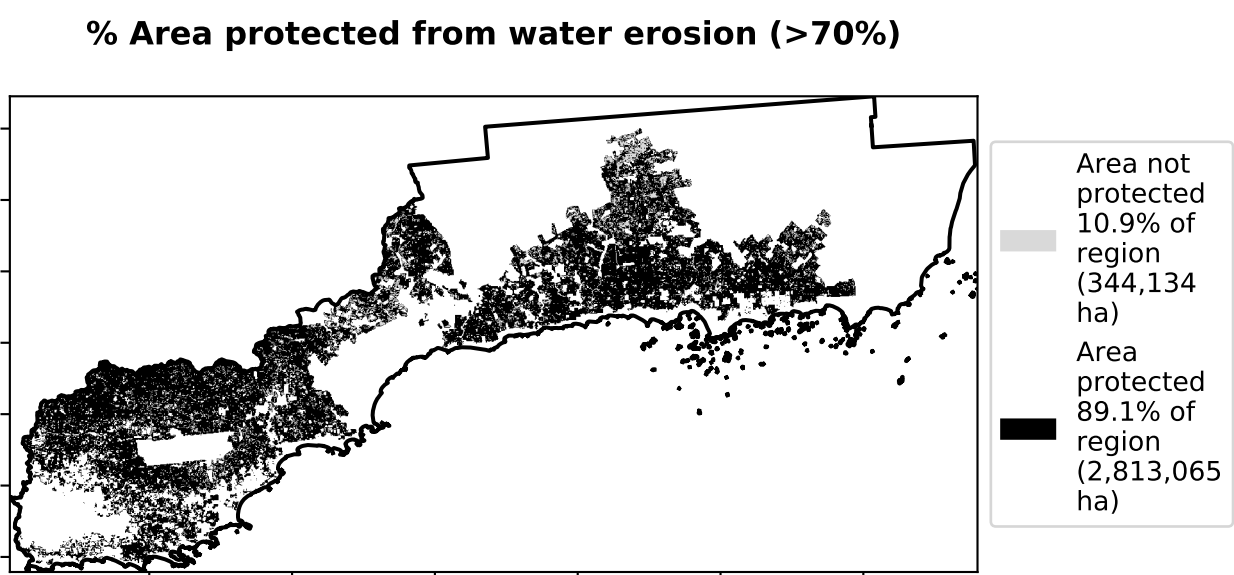 % Area protected from water erosion (>70%)
Area not
protected
10.9% of
region
(344,134
ha)
Area
protected
89.1% of
region
(2,813,065
ha)